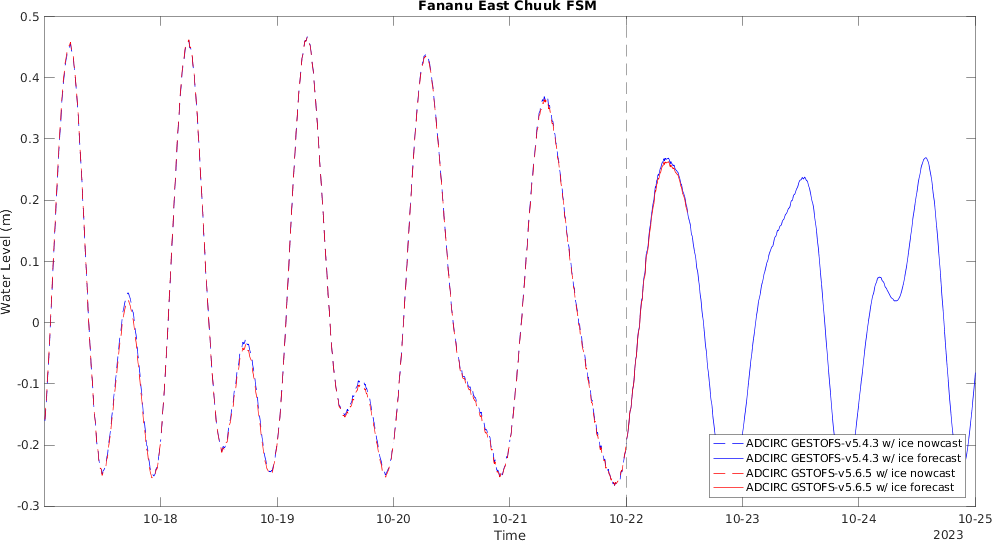 Fananu East Chuuk FSM
0.5
0.4
0.3
0.2
0.1
0
-0.1
-0.2
-0.3
Water Level (m)
10-18
10-19
10-20
10-21
10-22
10-23
10-24
10-25
Time
2023
ADCIRC GESTOFS-v5.4.3 w/ ice nowcast
ADCIRC GESTOFS-v5.4.3 w/ ice forecast
ADCIRC GSTOFS-v5.6.5 w/ ice nowcast
ADCIRC GSTOFS-v5.6.5 w/ ice forecast